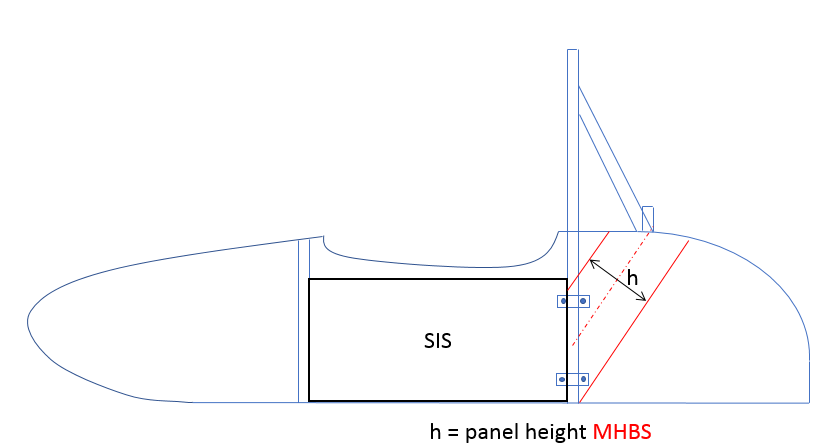 h
SIS
h = panel height MHBS